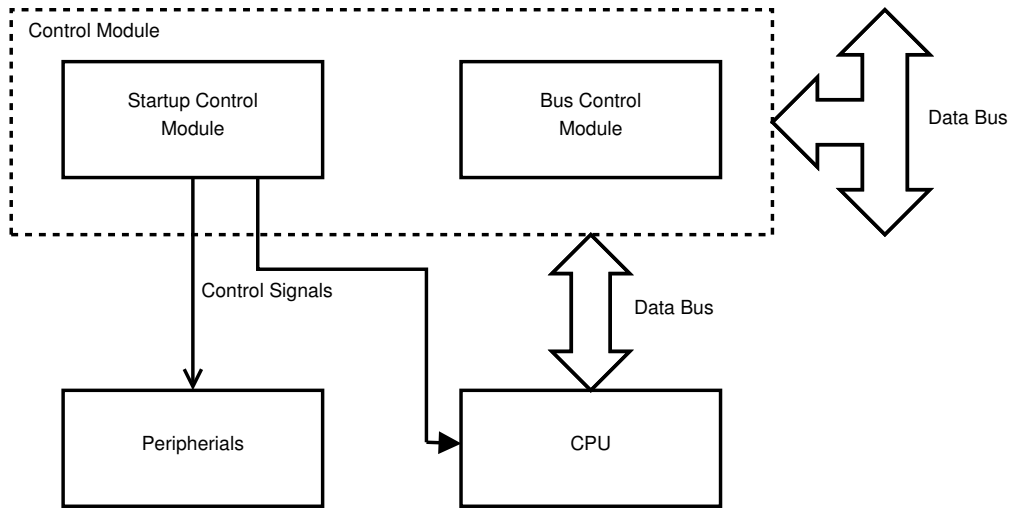 Control Module
Startup Control
Module
Bus Control
Module
Data Bus
Control Signals
Data Bus
Peripherials
CPU